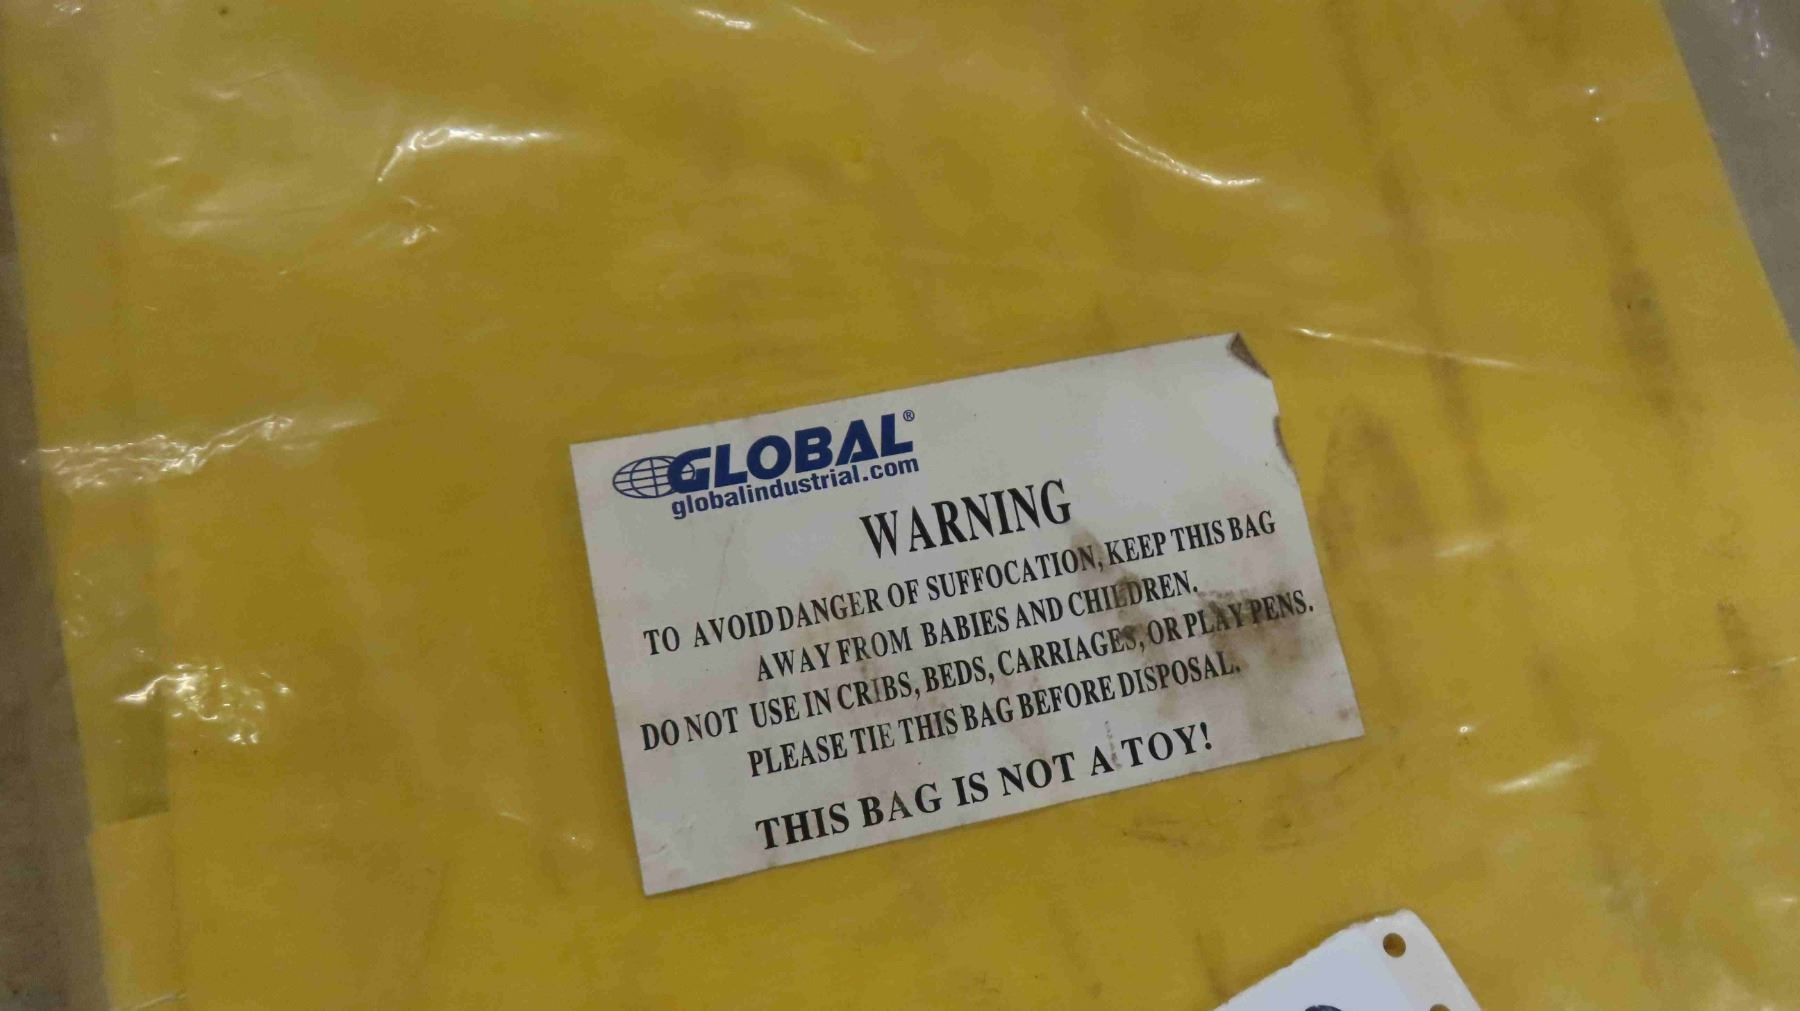 GLOBAL®
globalindustrial.com
WARNING
TO AVOID DANGER OF SUFFOCATION, KEEP THIS BAG
AWAY FROM BABIES AND CHILDREN.
DO NOT USE IN CRIBS, BEDS, CARRIAGES, OR PLAY PENS.
PLEASE TIE THIS BAG BEFORE DISPOSAL.
THIS BAG IS NOT A TOY!